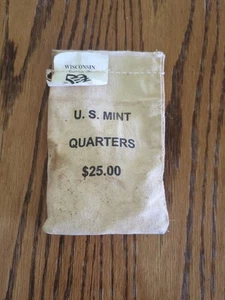 WISCONSIN
U. S. MINT
QUARTERS
$25.00